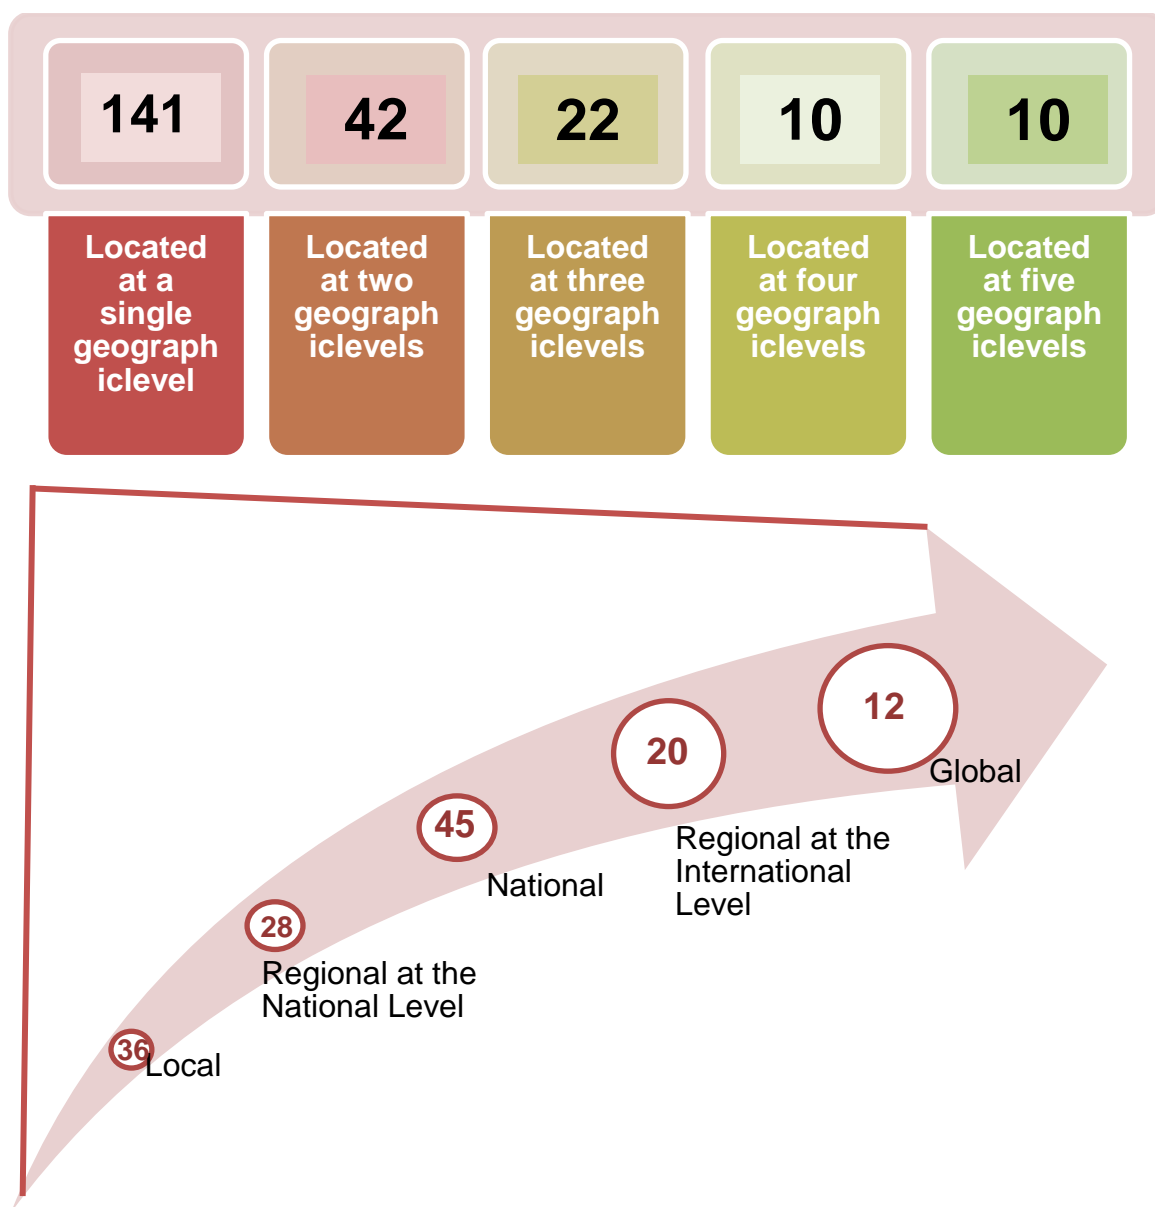 141
42
22
10
10
Located
at a
single
geograph
iclevel
Located
at two
geograph
iclevels
Located
at three
geograph
iclevels
Located
at four
geograph
iclevels
Located
at five
geograph
iclevels
12
Global
20
Regional at the
International
Level
45
National
28
Regional at the
National Level
36
Local